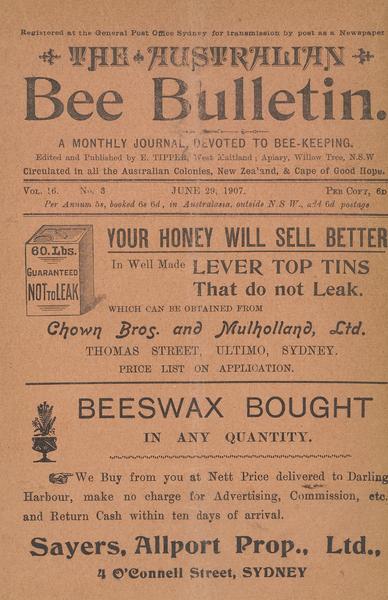 Registered at the General Post Office Sydney for transmission by post as a Newspaper
THE AUSTRALIAN
Bee Bulletin.
A MONTHLY JOURNAL, DEVOTED TO BEE-KEEPING.
Edited and Published by E. TIPPER, West Maitland; Apiary, Willow Tree, N.S.W
Circulated in all the Australian Colonies, New Zealand, & Cape of Good Hope.
VOL. 16. No. 3 JUNE 29, 1907. PER COPY, 6D
Per Annum 5s, booked 6s 6d, in Australasia, outside N.S W., add 6d postage
60.Lbs.
GUARANTEED
NOT TO LEAK
YOUR HONEY WILL SELL BETTER
In Well Made LEVER TOP TINS
That do not Leak.
WHICH CAN BE OBTAINED FROM
Chown Bros. and Mulholland, Ltd.
THOMAS STREET, ULTIMO, SYDNEY.
PRICE LIST ON APPLICATION.
BEESWAX BOUGHT
IN ANY QUANTITY.
We Buy from you at Nett Price delivered to Darling
Harbour, make no charge for Advertising, Commission, etc.
and Return Cash within ten days of arrival.
Sayers, Allport Prop., Ltd.,
4 O'Connell Street, SYDNEY